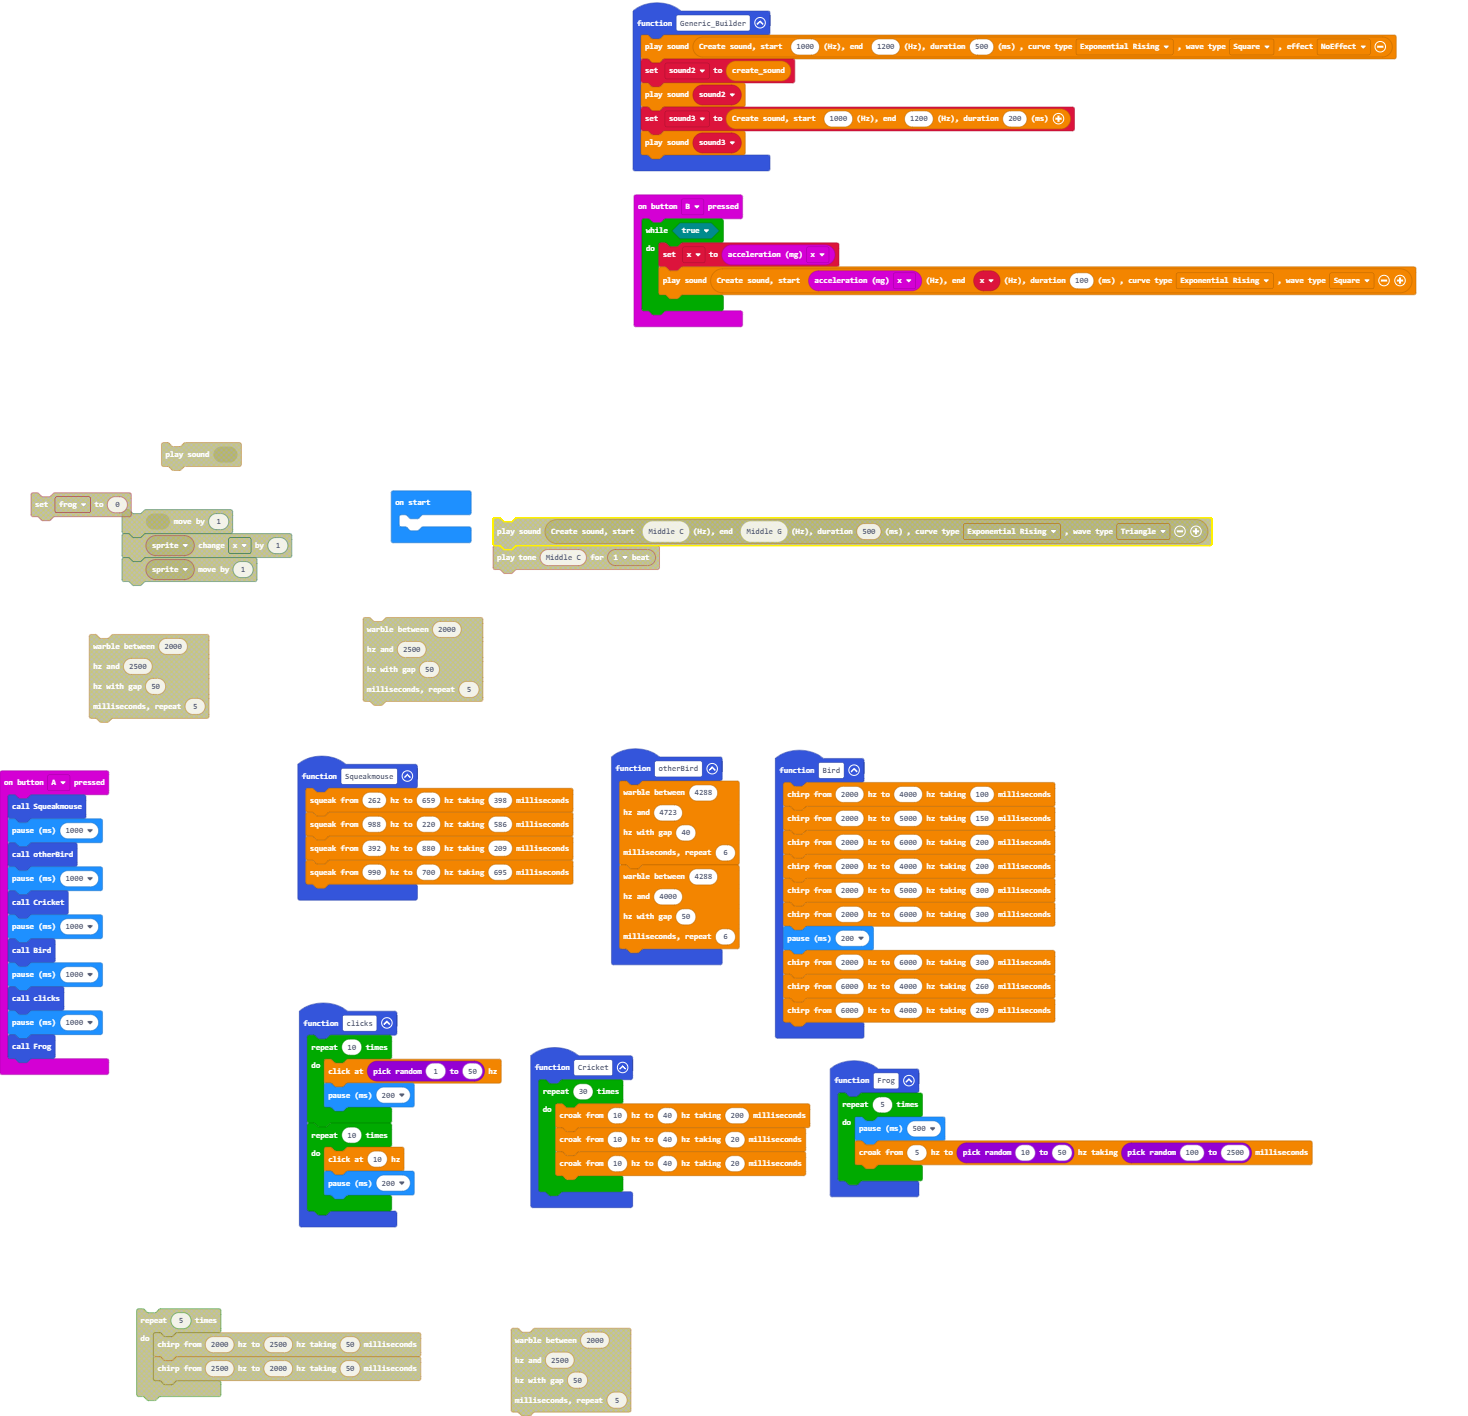 function Generic_Builder
play sound Create sound, start 1000 (Hz), end 1200 (Hz), duration 500 (ms) , curve type Exponential Rising , wave type Square , effect NoEffect
set sound2 to create_sound
play sound sound2
set sound3 to Create sound, start 1000 (Hz), end 1200 (Hz), duration 200 (ms)
play sound sound3
on button B pressed
while true
do
set x to acceleration (mg) x
play sound Create sound, start acceleration (mg) x (Hz), end x (Hz), duration 100 (ms) , curve type Exponential Rising , wave type Square
play sound
set frog to 0
move by 1
sprite change x by 1
sprite move by 1
on start
play sound Create sound, start Middle C (Hz), end Middle G (Hz), duration 500 (ms) , curve type Exponential Rising , wave type Triangle
play tone Middle C for 1 beat
warble between 2000
hz and 2500
hz with gap 50
milliseconds, repeat 5
warble between 2000
hz and 2500
hz with gap 50
milliseconds, repeat 5
on button A pressed
call Squeakmouse
pause (ms) 1000
call otherBird
pause (ms) 1000
call Cricket
pause (ms) 1000
call Bird
pause (ms) 1000
call clicks
pause (ms) 1000
call Frog
function Squeakmouse
squeak from 262 hz to 659 hz taking 398 milliseconds
squeak from 988 hz to 220 hz taking 586 milliseconds
squeak from 392 hz to 880 hz taking 209 milliseconds
squeak from 990 hz to 700 hz taking 695 milliseconds
function otherBird
warble between 4288
hz and 4723
hz with gap 40
milliseconds, repeat 6
warble between 4288
hz and 4000
hz with gap 50
milliseconds, repeat 6
function Bird
chirp from 2000 hz to 4000 hz taking 100 milliseconds
chirp from 2000 hz to 5000 hz taking 150 milliseconds
chirp from 2000 hz to 6000 hz taking 200 milliseconds
chirp from 2000 hz to 4000 hz taking 200 milliseconds
chirp from 2000 hz to 5000 hz taking 300 milliseconds
chirp from 2000 hz to 6000 hz taking 300 milliseconds
pause (ms) 200
chirp from 2000 hz to 6000 hz taking 300 milliseconds
chirp from 6000 hz to 4000 hz taking 260 milliseconds
chirp from 6000 hz to 4000 hz taking 209 milliseconds
function clicks
repeat 10 times
do
click at pick random 1 to 50 hz
pause (ms) 200
repeat 10 times
do
click at 10 hz
pause (ms) 200
function Cricket
repeat 30 times
do
croak from 10 hz to 40 hz taking 200 milliseconds
croak from 10 hz to 40 hz taking 20 milliseconds
croak from 10 hz to 40 hz taking 20 milliseconds
function Frog
repeat 5 times
do
pause (ms) 500
croak from 5 hz to pick random 10 to 50 hz taking pick random 100 to 2500 milliseconds
repeat 5 times
do
chirp from 2000 hz to 2500 hz taking 50 milliseconds
chirp from 2500 hz to 2000 hz taking 50 milliseconds
warble between 2000
hz and 2500
hz with gap 50
milliseconds, repeat 5